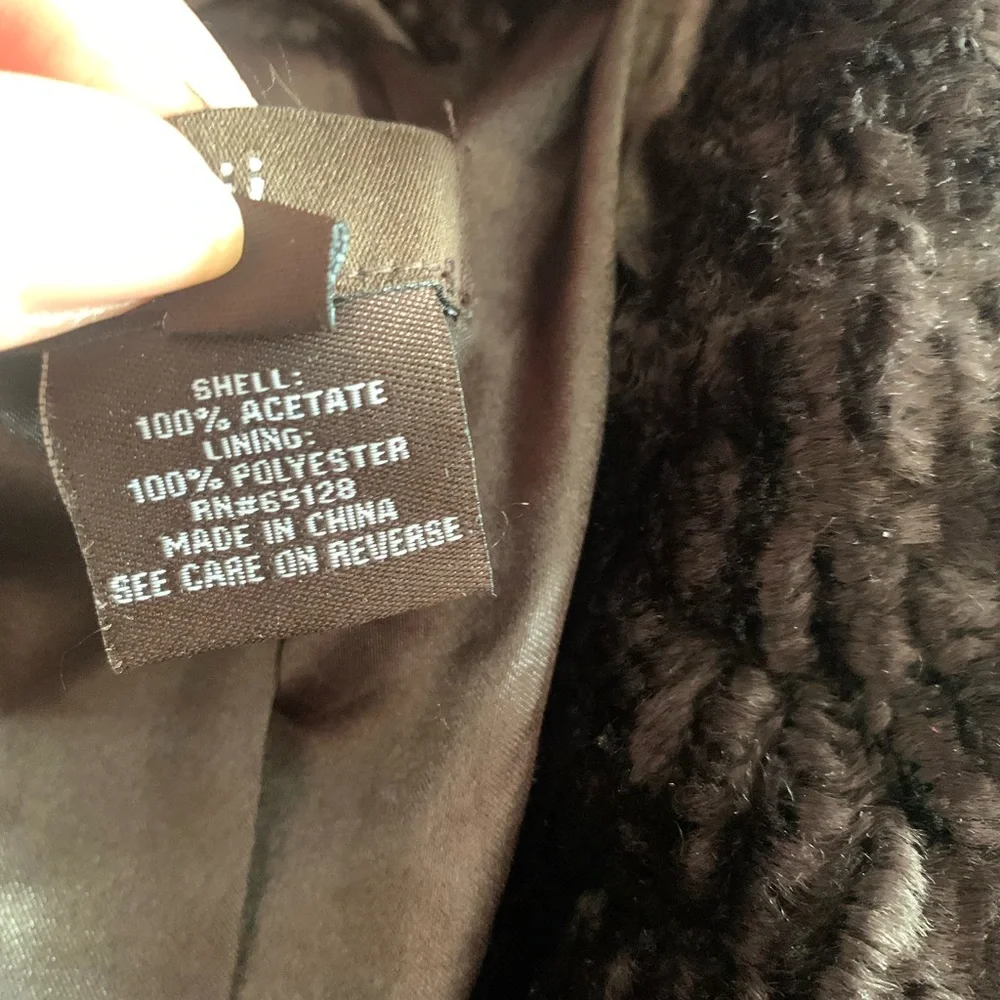 SHELL:
100% ACETATE
LINING:
100% POLYESTER
RN#65128
MADE IN CHINA
SEE CARE ON REVERSE